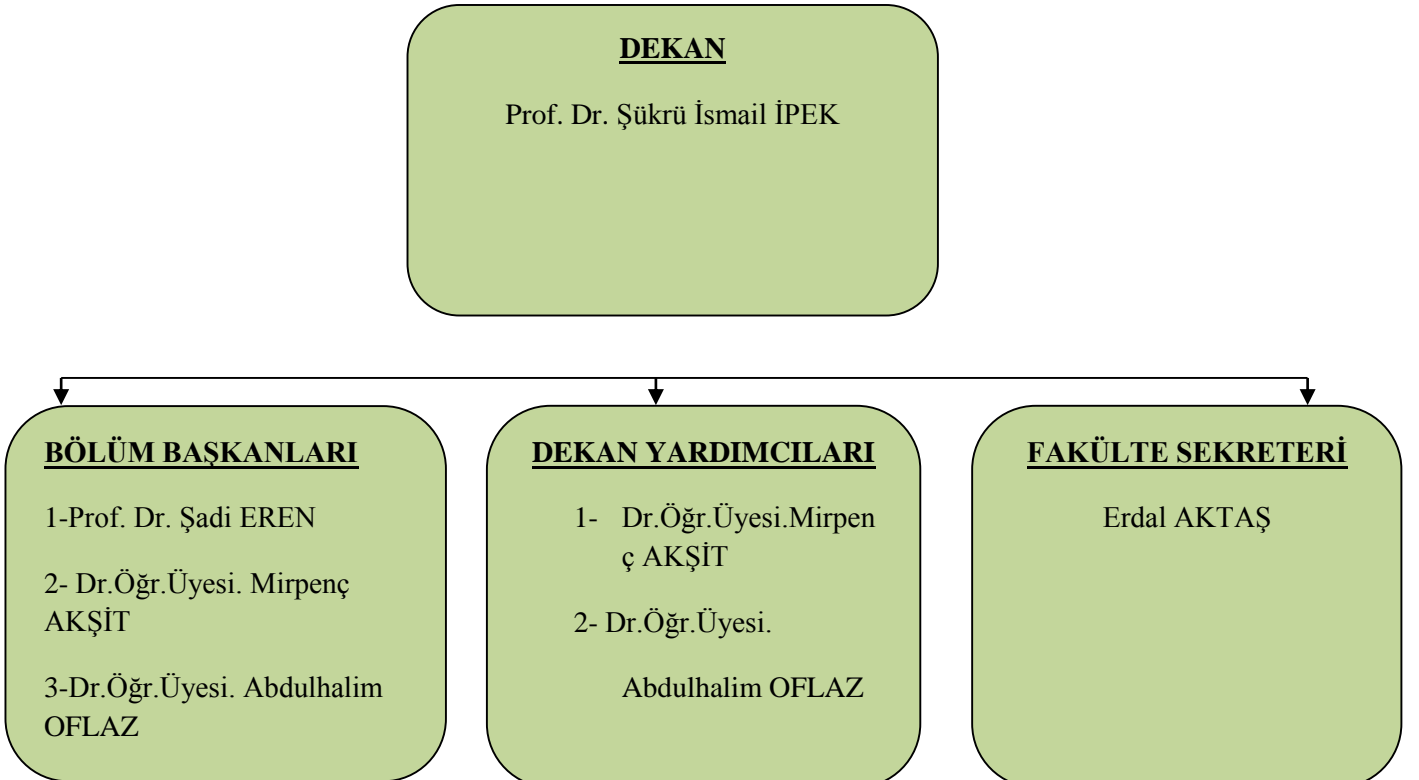 DEKAN
Prof. Dr. Şükrü İsmail İPEK
BÖLÜM BAŞKANLARI
1-Prof. Dr. Şadi EREN
2- Dr.Öğr.Üyesi. Mirpenç
AKŞİT
3-Dr.Öğr.Üyesi. Abdulhalim
OFLAZ
DEKAN YARDIMCILARI
1- Dr.Öğr.Üyesi.Mirpen
ç AKŞİT
2- Dr.Öğr.Üyesi.
Abdulhalim OFLAZ
FAKÜLTE SEKRETERİ
Erdal AKTAŞ